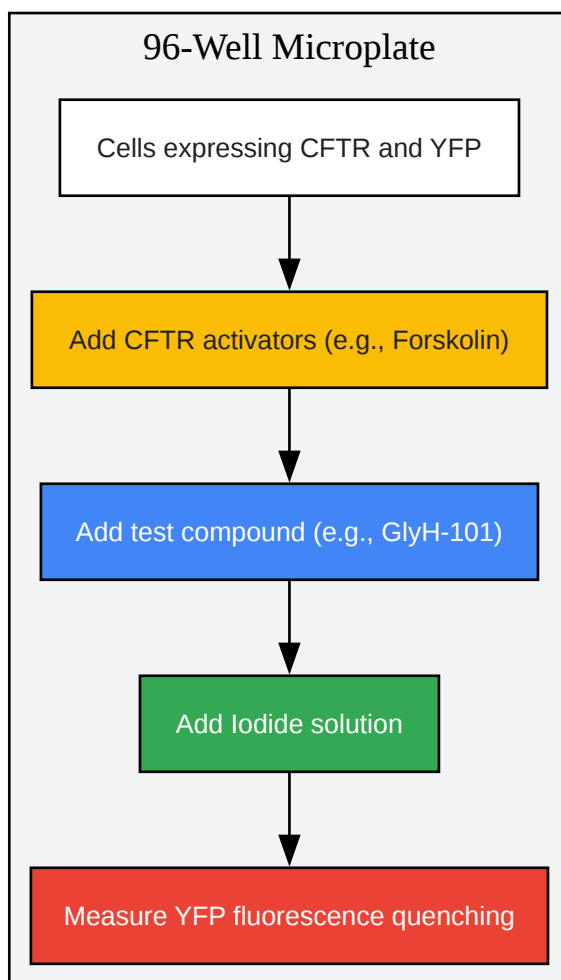 96-Well Microplate
Cells expressing CFTR and YFP
Add CFTR activators (e.g., Forskolin)
Add test compound (e.g., GlyH-101)
Add Iodide solution
Measure YFP fluorescence quenching